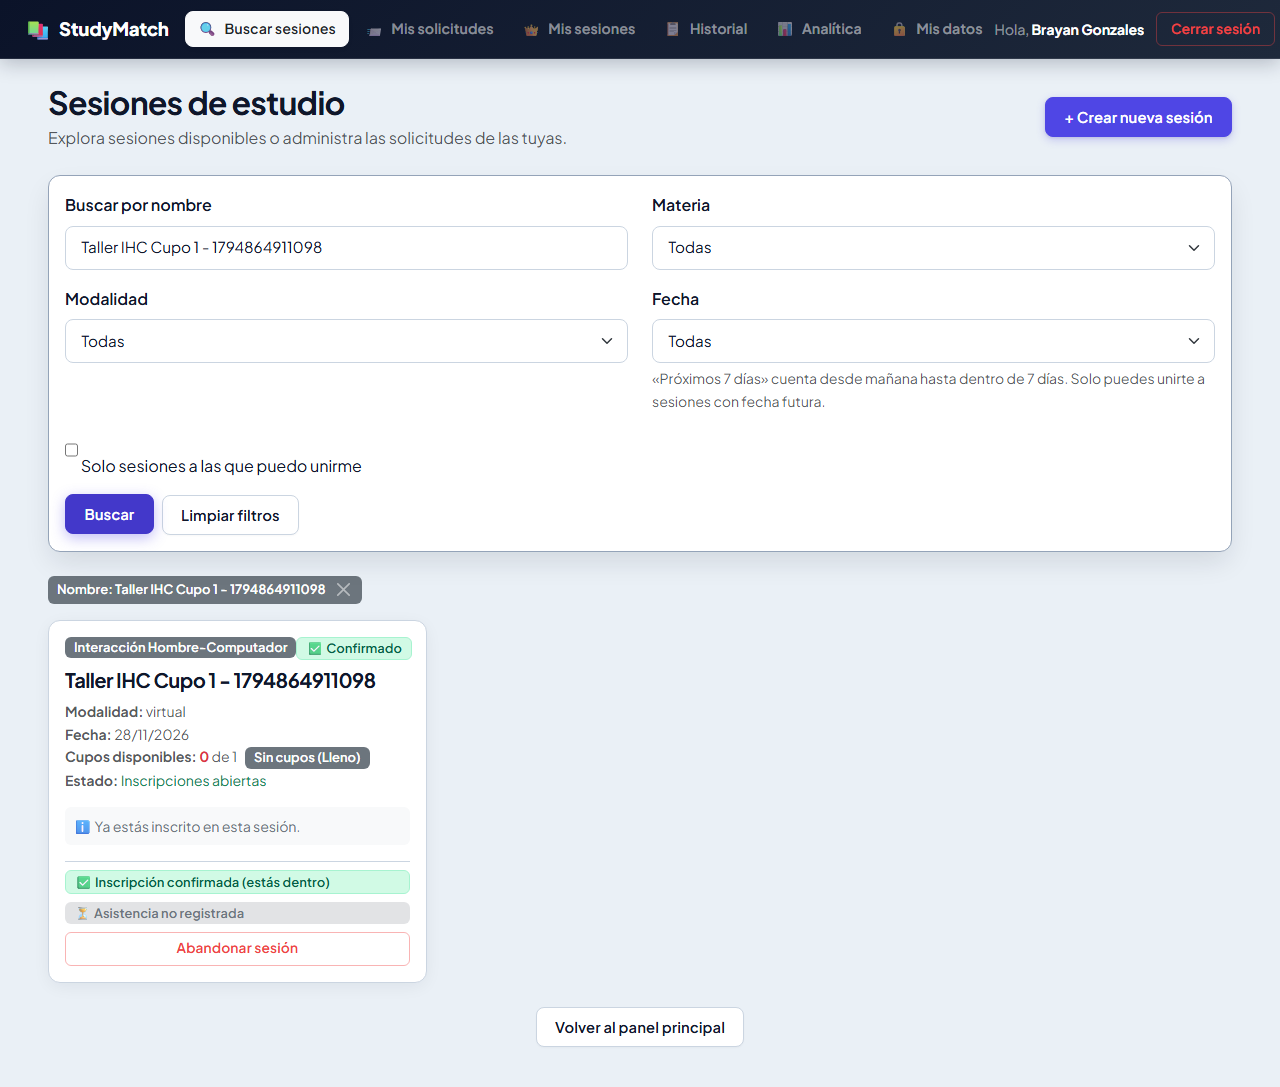 StudyMatch
Buscar sesiones
Mis solicitudes
Mis sesiones
Historial
Analítica
Mis datos
Hola, Brayan Gonzales
Cerrar sesión
Sesiones de estudio
Explora sesiones disponibles o administra las solicitudes de las tuyas.
+ Crear nueva sesión
Buscar por nombre
Taller IHC Cupo 1 - 1794864911098
Materia
Todas
Modalidad
Todas
Fecha
Todas
«Próximos 7 días» cuenta desde mañana hasta dentro de 7 días. Solo puedes unirte a
sesiones con fecha futura.
Solo sesiones a las que puedo unirme
Buscar
Limpiar filtros
Nombre: Taller IHC Cupo 1 - 1794864911098
Interacción Hombre-Computador
✅ Confirmado
Taller IHC Cupo 1 - 1794864911098
Modalidad: virtual
Fecha: 28/11/2026
Cupos disponibles: 0 de 1 Sin cupos (Lleno)
Estado: Inscripciones abiertas
ℹ️ Ya estás inscrito en esta sesión.
✅ Inscripción confirmada (estás dentro)
⏳ Asistencia no registrada
Abandonar sesión
Volver al panel principal